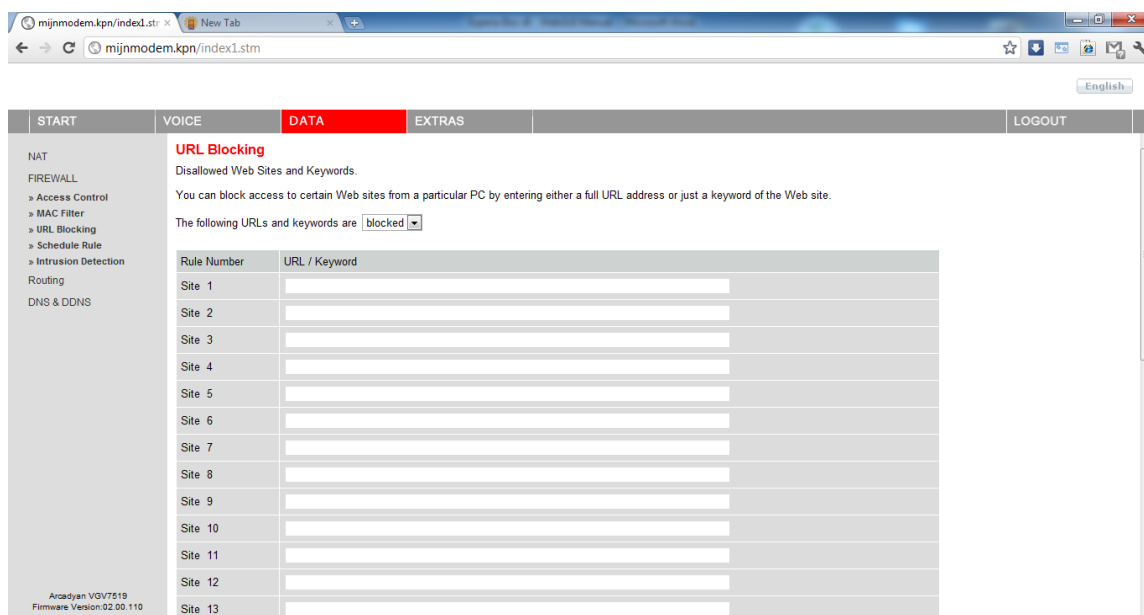 mijnmodem.kpn/index1.str
New Tab
mijnmodem.kpn/index1.stm
English
START VOICE DATA EXTRAS LOGOUT
NAT
FIREWALL
» Access Control
» MAC Filter
» URL Blocking
» Schedule Rule
» Intrusion Detection
Routing
DNS & DDNS
URL Blocking
Disallowed Web Sites and Keywords.
You can block access to certain Web sites from a particular PC by entering either a full URL address or just a keyword of the Web site.
The following URLs and keywords are blocked
Rule Number URL / Keyword
Site 1
Site 2
Site 3
Site 4
Site 5
Site 6
Site 7
Site 8
Site 9
Site 10
Site 11
Site 12
Site 13
Arcadyan VGV7519
Firmware Version:02.00.110